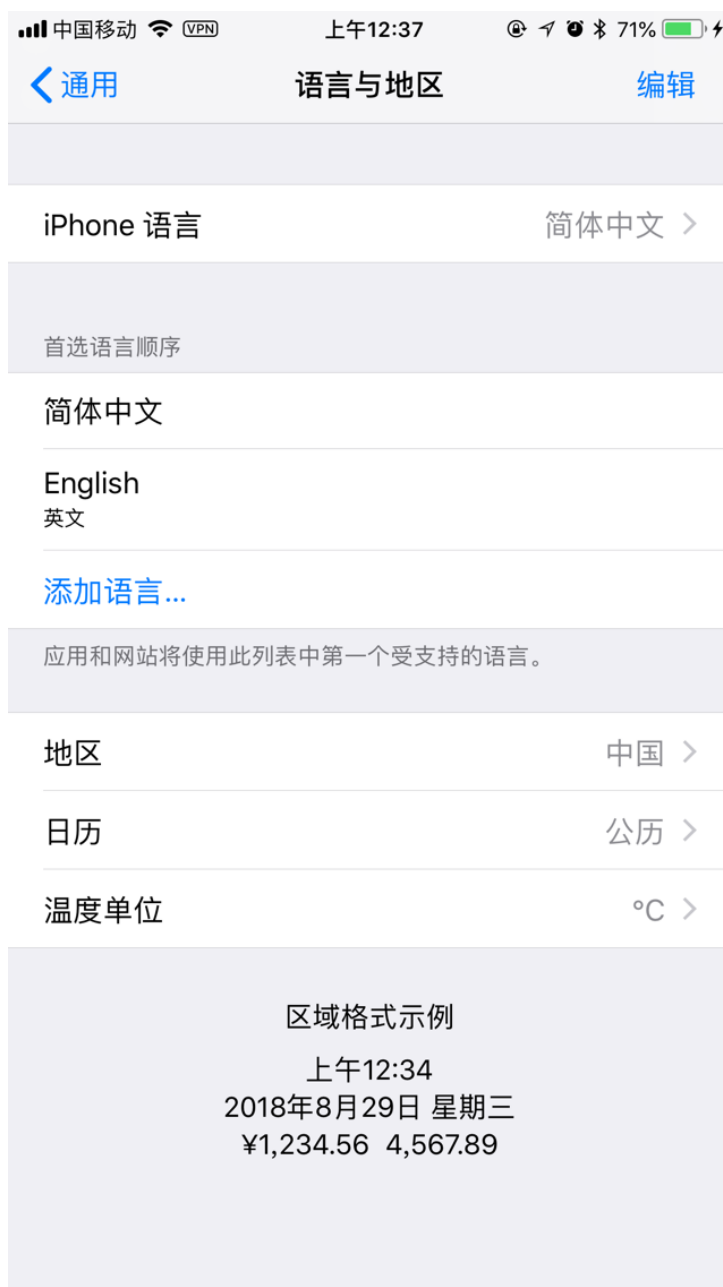 中国移动 VPN 上午12:37 71%
通用 语言与地区 编辑
iPhone 语言 简体中文
首选语言顺序
简体中文
English
英文
添加语言...
应用和网站将使用此列表中第一个受支持的语言。
地区 中国
日历 公历
温度单位 °C
区域格式示例
上午12:34
2018年8月29日 星期三
¥1,234.56 4,567.89